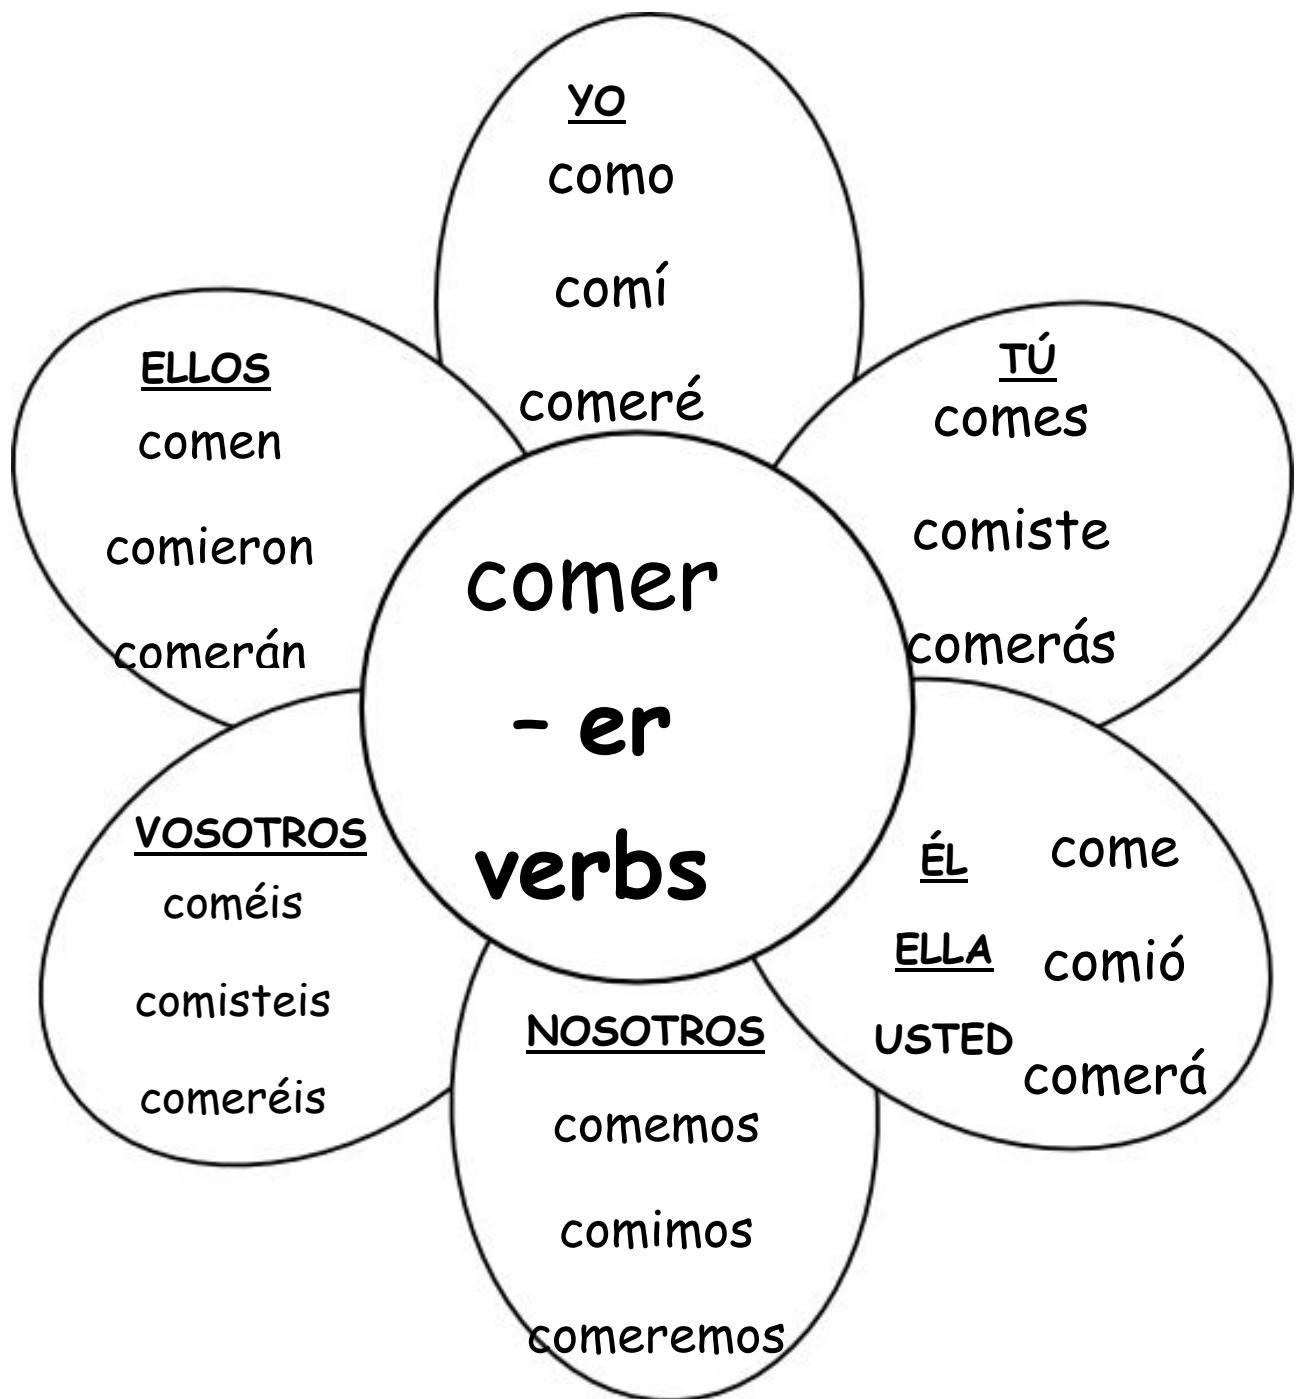 YO
como
comí
comeré
TÚ
comes
comiste
comerás
ÉL
ELLA
USTED
come
comió
comerá
NOSOTROS
comemos
comimos
comeremos
VOSOTROS
coméis
comisteis
comeréis
ELLOS
comen
comieron
comerán
comer
– er
verbs